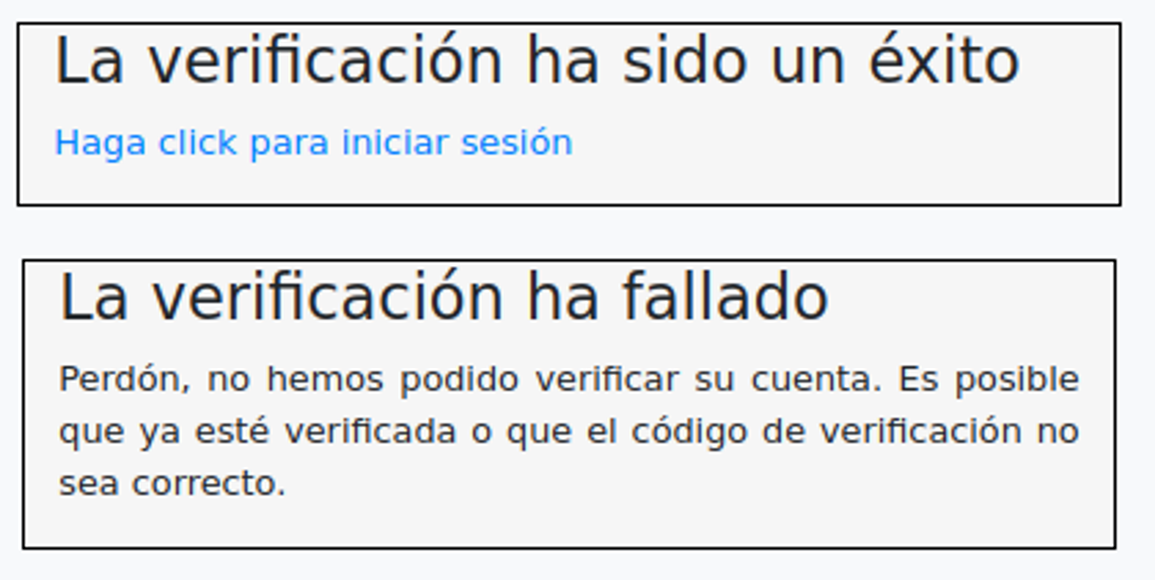 La verificación ha sido un éxito
Haga click para iniciar sesión
La verificación ha fallado
Perdón, no hemos podido verificar su cuenta. Es posible
que ya esté verificada o que el código de verificación no
sea correcto.